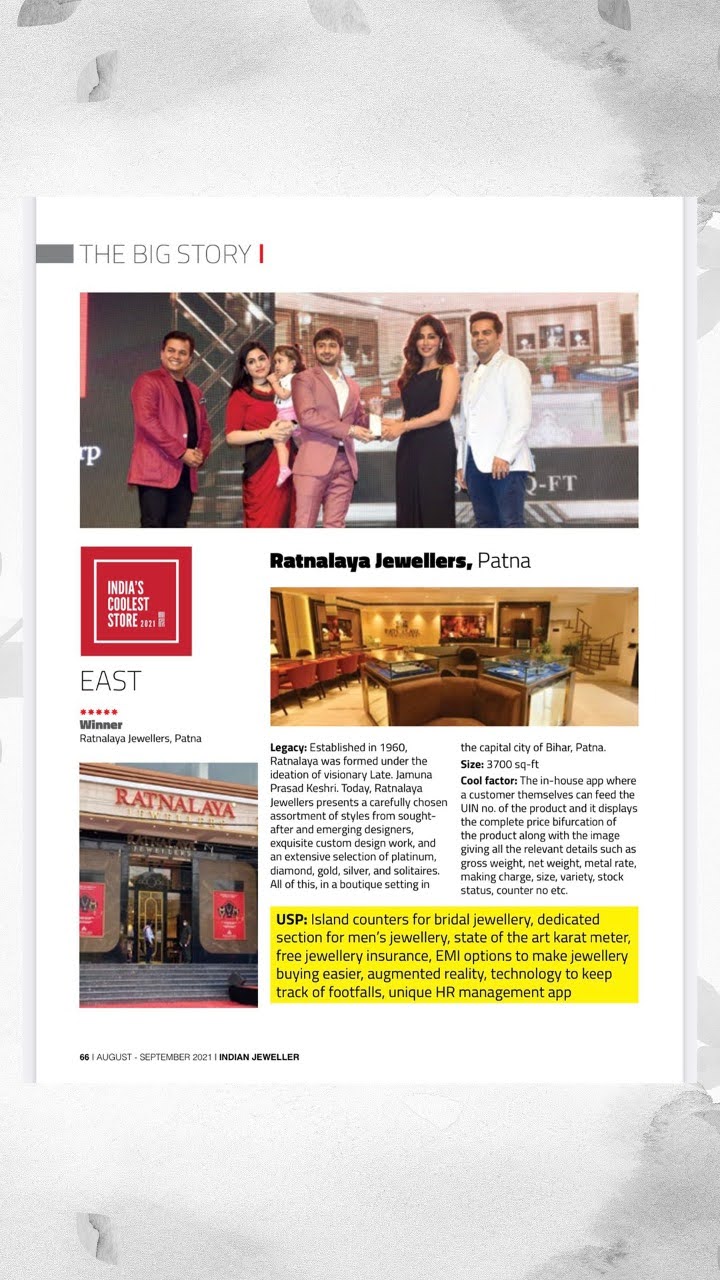 THE BIG STORY
rp
Q-FT
INDIA'S
COOLEST
STORE 2021
EAST
Winner
Ratnalaya Jewellers, Patna
RATNALAYA
JEWELLERS
RATNALAYA
JEWELLERS
Ratnalaya Jewellers, Patna
Legacy: Established in 1960,
Ratnalaya was formed under the
ideation of visionary Late. Jamuna
Prasad Keshri. Today, Ratnalaya
Jewellers presents a carefully chosen
assortment of styles from sought-
after and emerging designers,
exquisite custom design work, and
an extensive selection of platinum,
diamond, gold, silver, and solitaires.
All of this, in a boutique setting in
the capital city of Bihar, Patna.
Size: 3700 sq-ft
Cool factor: The in-house app where
a customer themselves can feed the
UIN no. of the product and it displays
the complete price bifurcation of
the product along with the image
giving all the relevant details such as
gross weight, net weight, metal rate,
making charge, size, variety, stock
status, counter no etc.
USP: Island counters for bridal jewellery, dedicated
section for men's jewellery, state of the art karat meter,
free jewellery insurance, EMI options to make jewellery
buying easier, augmented reality, technology to keep
track of footfalls, unique HR management app
66 I AUGUST - SEPTEMBER 2021 I INDIAN JEWELLER